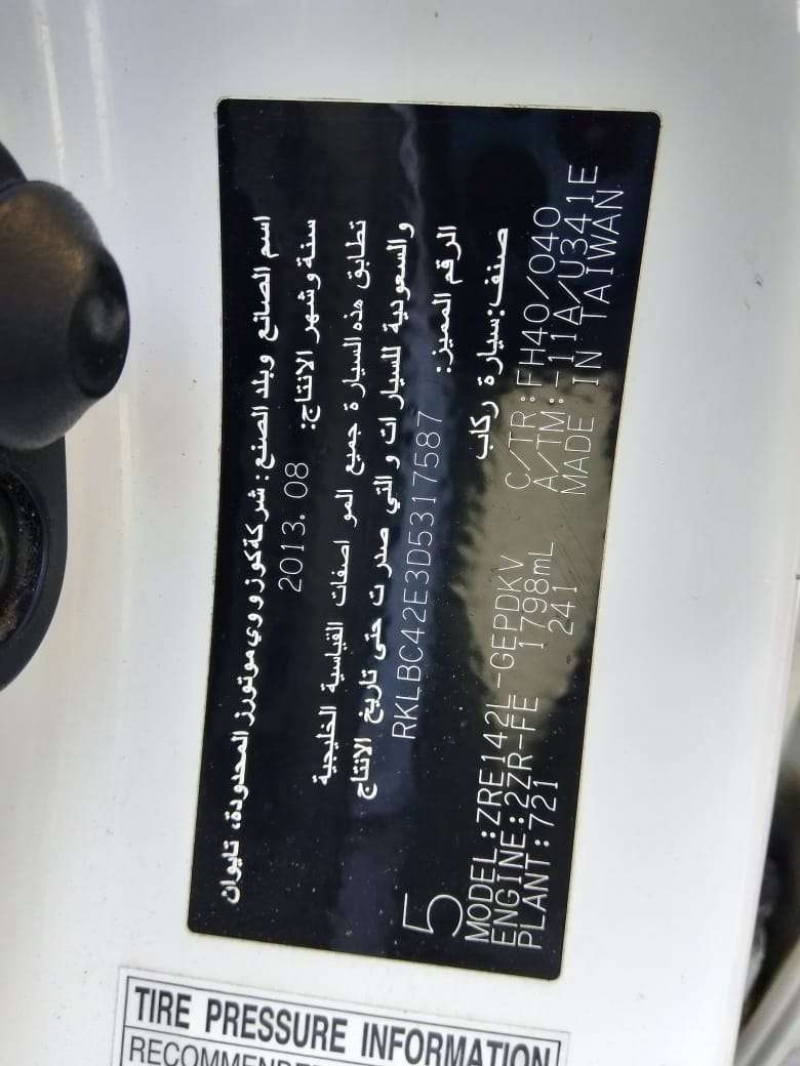 اسم الصانع وبلد الصنع: شركة كوزووي موتورز المحدودة، تايوان
سنة وشهر الانتاج: 2013.08
تطابق هذه السيارة جميع المواصفات القياسية الخليجية
والسعودية للسيارات والتي صدرت حتى تاريخ الانتاج
الرقم المميز: RKLBC42E3D5317587
صنف: سيارة ركاب
5
MODEL:ZRE142L-GEPDKV C/TR:FH40/040
ENGINE:2ZR-FE 1798mL A/TM:-11A/U341E
PLANT:721 241 MADE IN TAIWAN
TIRE PRESSURE INFORMATION